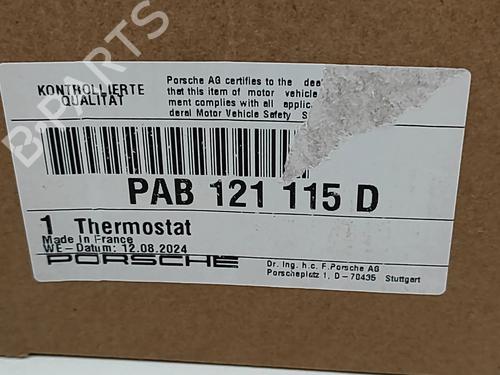 B-PARTS
KONTROLLIERTE
QUALITÄT
Porsche AG certifies to the
that this item of motor vehicle
ment complies with all
deral Motor Vehicle Safety S
PAB 121 115 D
1 Thermostat
Made In France
WE-Datum: 12.08.2024
PORSCHE
Dr. Ing. h.c. F.Porsche AG
Porscheplatz 1, D-70435 Stuttgart